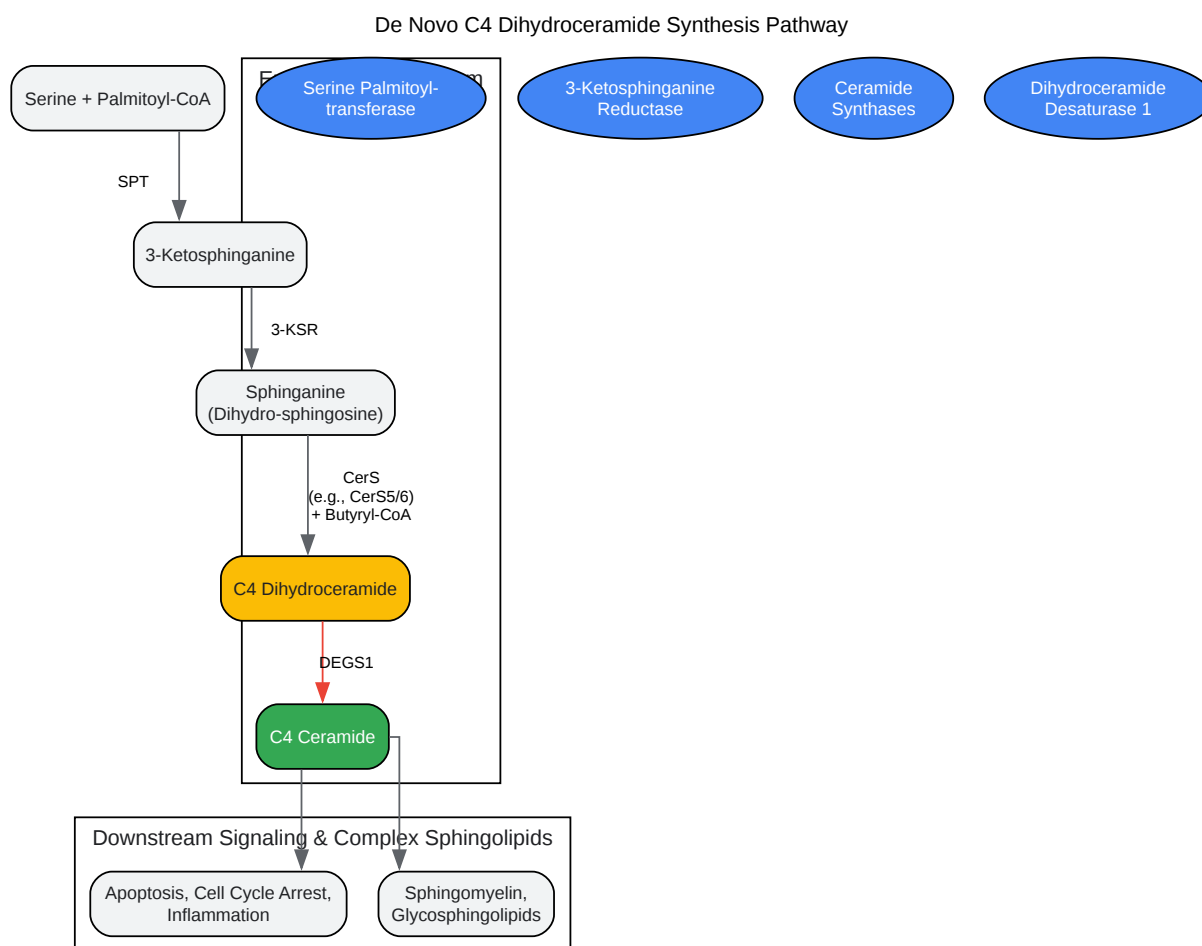 De Novo C4 Dihydroceramide Synthesis Pathway
Serine + Palmitoyl-CoA
Serine Palmitoyl-
transferase
3-Ketosphinganine
Reductase
Ceramide
Synthases
Dihydroceramide
Desaturase 1
SPT
3-Ketosphinganine
3-KSR
Sphinganine
(Dihydro-sphingosine)
CerS
(e.g., CerS5/6)
+ Butyryl-CoA
C4 Dihydroceramide
DEGS1
C4 Ceramide
Downstream Signaling & Complex Sphingolipids
Apoptosis, Cell Cycle Arrest,
Inflammation
Sphingomyelin,
Glycosphingolipids